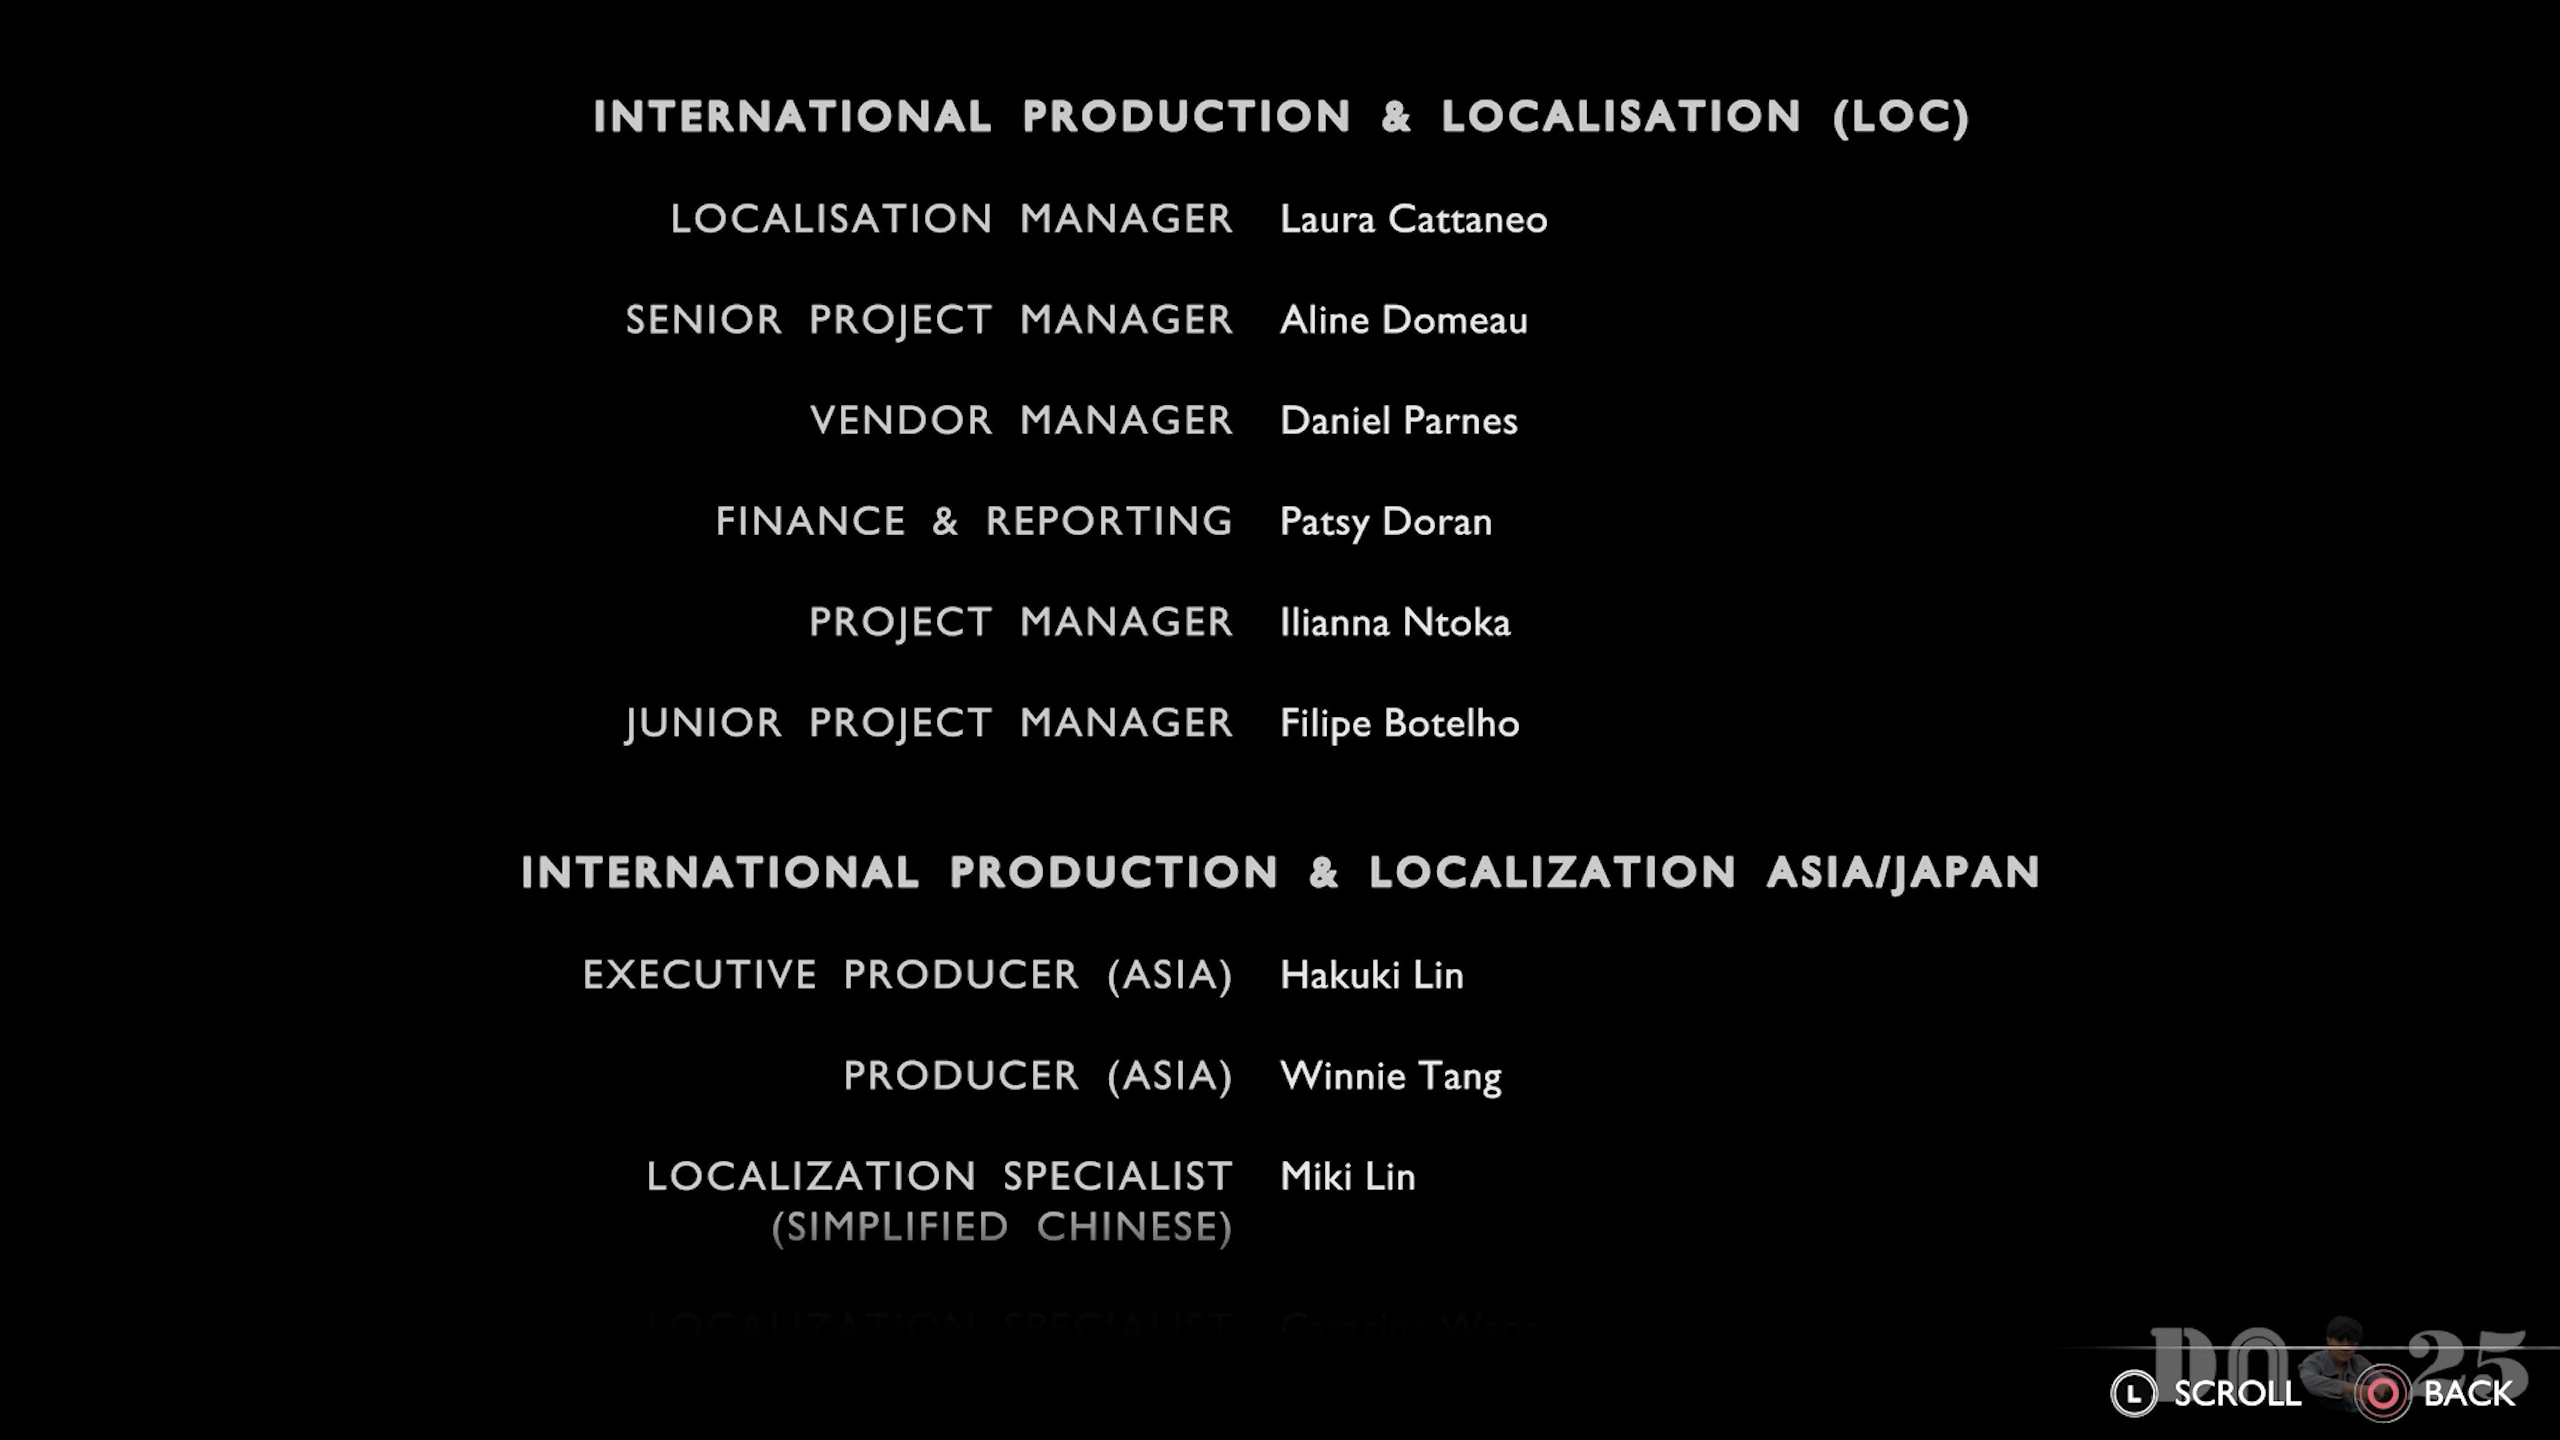 INTERNATIONAL PRODUCTION & LOCALISATION (LOC)
LOCALISATION MANAGER Laura Cattaneo
SENIOR PROJECT MANAGER Aline Domeau
VENDOR MANAGER Daniel Parnes
FINANCE & REPORTING Patsy Doran
PROJECT MANAGER Ilianna Ntoka
JUNIOR PROJECT MANAGER Filipe Botelho
INTERNATIONAL PRODUCTION & LOCALIZATION ASIA/JAPAN
EXECUTIVE PRODUCER (ASIA) Hakuki Lin
PRODUCER (ASIA) Winnie Tang
LOCALIZATION SPECIALIST Miki Lin
(SIMPLIFIED CHINESE)
LOCALIZATION SPECIALIST
L SCROLL BACK